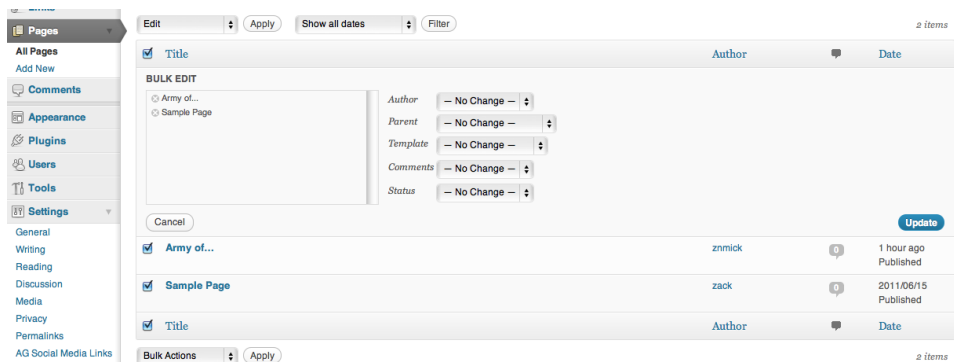 Links
Pages
All Pages
Add New
Comments
Appearance
Plugins
Users
Tools
Settings
General
Writing
Reading
Discussion
Media
Privacy
Permalinks
AG Social Media Links
Edit Apply Show all dates Filter 2 items
Title Author Date
BULK EDIT
Army of...
Sample Page
Author — No Change —
Parent — No Change —
Template — No Change —
Comments — No Change —
Status — No Change —
Cancel Update
Army of... znmick 0 1 hour ago
Published
Sample Page zack 0 2011/06/15
Published
Title Author Date
Bulk Actions Apply 2 items